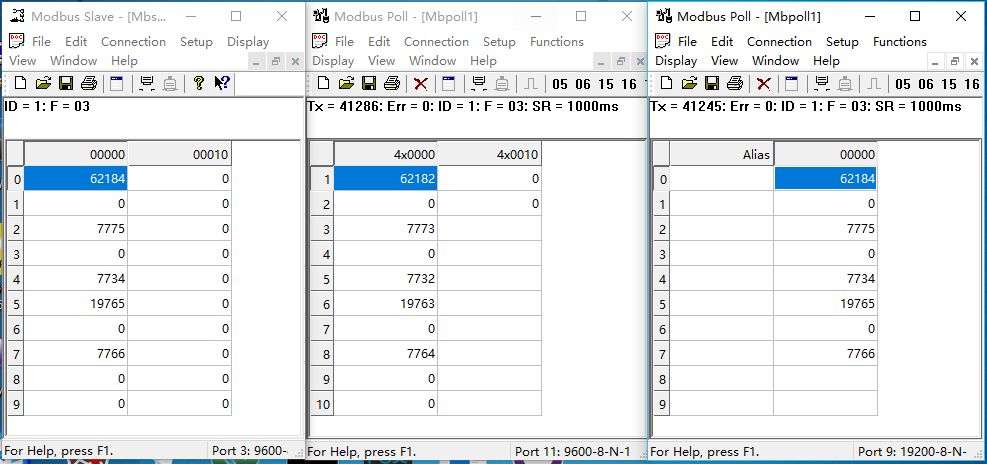 Modbus Slave - [Mbs...
File Edit Connection Setup Display
View Window Help
ID = 1: F = 03
00000 00010
0 62184 0
1 0 0
2 7775 0
3 0 0
4 7734 0
5 19765 0
6 0 0
7 7766 0
8 0 0
9 0 0
For Help, press F1. Port 3: 9600-
Modbus Poll - [Mbpoll1]
File Edit Connection Setup Functions
Display View Window Help
05 06 15 16
Tx = 41286: Err = 0: ID = 1: F = 03: SR = 1000ms
4x0000 4x0010
1 62182 0
2 0 0
3 7773
4 0
5 7732
6 19763
7 0
8 7764
9 0
10 0
For Help, press F1. Port 11: 9600-8-N-1
Modbus Poll - [Mbpoll1]
File Edit Connection Setup Functions
Display View Window Help
05 06 15 16
Tx = 41245: Err = 0: ID = 1: F = 03: SR = 1000ms
Alias 00000
0 62184
1 0
2 7775
3 0
4 7734
5 19765
6 0
7 7766
8
9
For Help, press F1. Port 9: 19200-8-N-